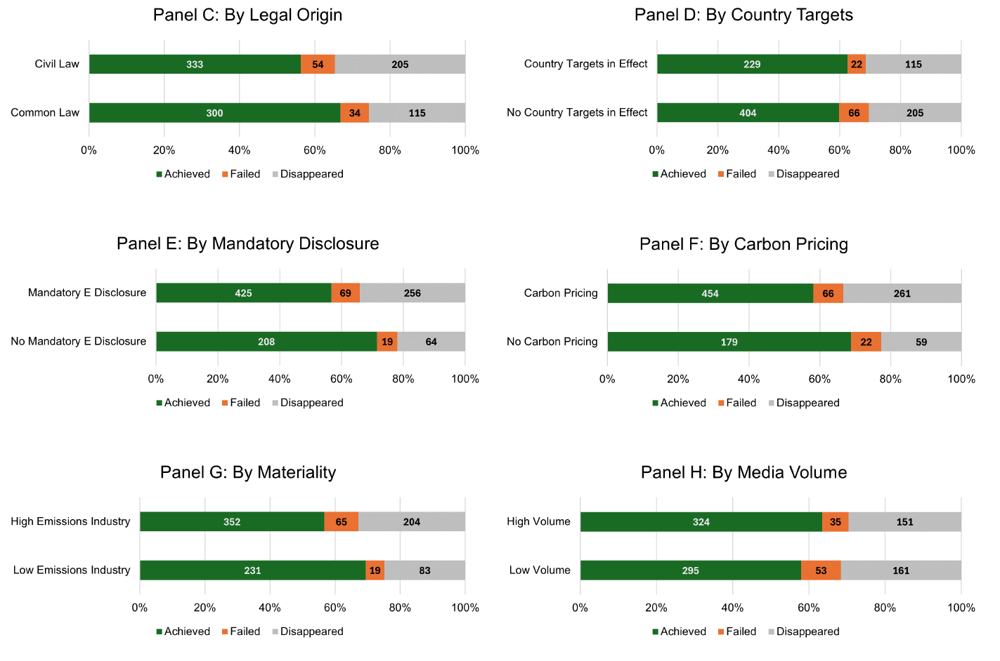 Panel C: By Legal Origin
Civil Law 333 54 205
Common Law 300 34 115
0% 20% 40% 60% 80% 100%
Achieved Failed Disappeared
Panel D: By Country Targets
Country Targets in Effect 229 22 115
No Country Targets in Effect 404 66 205
0% 20% 40% 60% 80% 100%
Achieved Failed Disappeared
Panel E: By Mandatory Disclosure
Mandatory E Disclosure 425 69 256
No Mandatory E Disclosure 208 19 64
0% 20% 40% 60% 80% 100%
Achieved Failed Disappeared
Panel F: By Carbon Pricing
Carbon Pricing 454 66 261
No Carbon Pricing 179 22 59
0% 20% 40% 60% 80% 100%
Achieved Failed Disappeared
Panel G: By Materiality
High Emissions Industry 352 65 204
Low Emissions Industry 231 19 83
0% 20% 40% 60% 80% 100%
Achieved Failed Disappeared
Panel H: By Media Volume
High Volume 324 35 151
Low Volume 295 53 161
0% 20% 40% 60% 80% 100%
Achieved Failed Disappeared